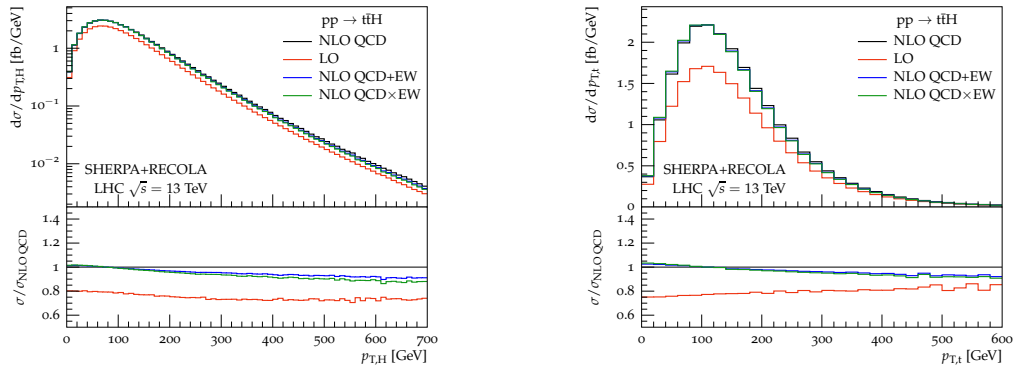 pp → tt̄H
NLO QCD
LO
NLO QCD+EW
NLO QCD×EW
dσ/dp_T,H [fb/GeV]
1
10⁻¹
10⁻²
SHERPA+RECOLA
LHC √s = 13 TeV
σ/σ_NLO QCD
1.4
1.2
1
0.8
0.6
0 100 200 300 400 500 600 700
p_T,H [GeV]
pp → tt̄H
NLO QCD
LO
NLO QCD+EW
NLO QCD×EW
dσ/dp_T,t [fb/GeV]
2
1.5
1
0.5
0
SHERPA+RECOLA
LHC √s = 13 TeV
σ/σ_NLO QCD
1.4
1.2
1
0.8
0.6
0 100 200 300 400 500 600
p_T,t [GeV]